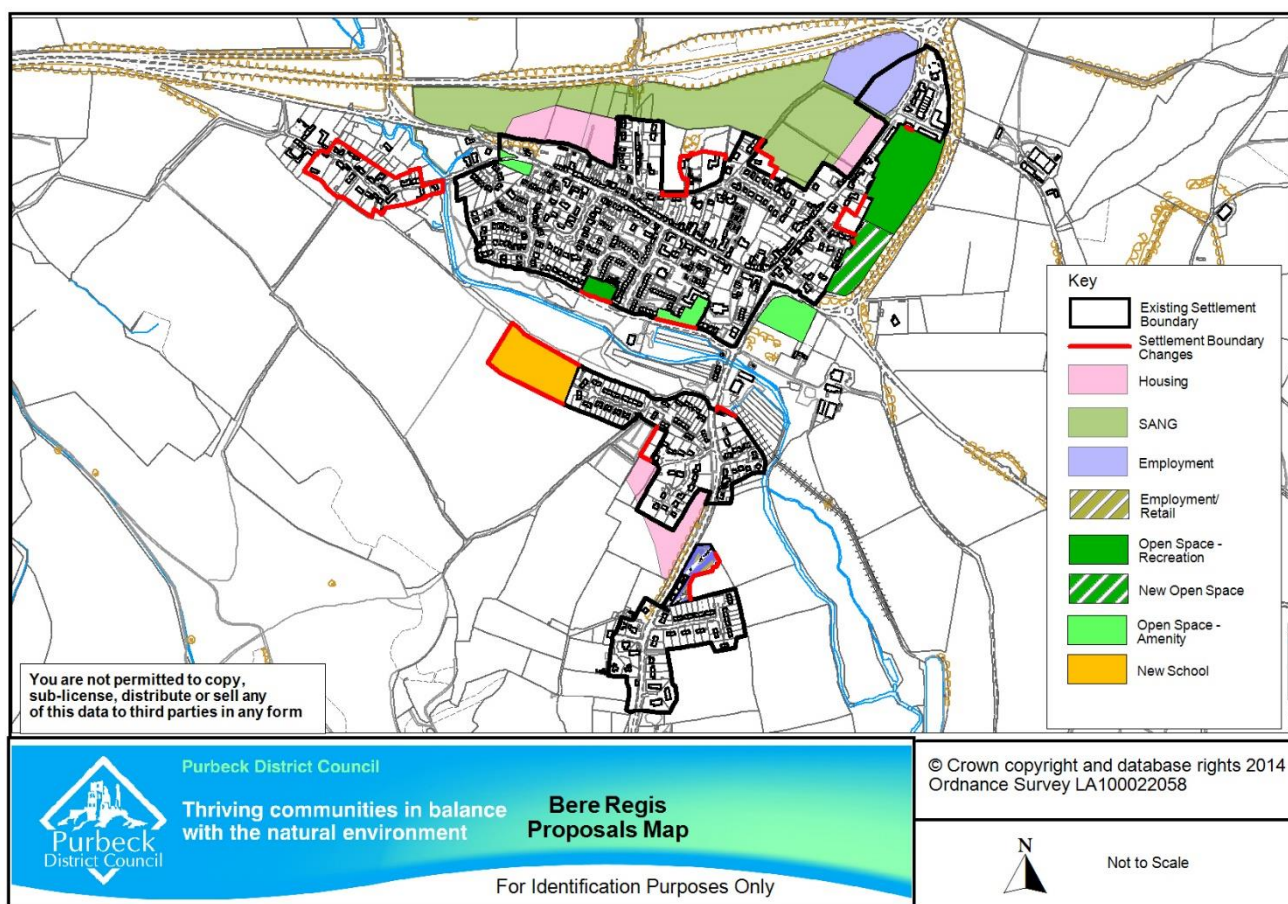 Key
Existing Settlement
Boundary
Settlement Boundary
Changes
Housing
SANG
Employment
Employment/
Retail
Open Space -
Recreation
New Open Space
Open Space -
Amenity
New School
You are not permitted to copy,
sub-license, distribute or sell any
of this data to third parties in any form
Purbeck
District Council
Purbeck District Council
Thriving communities in balance
with the natural environment
Bere Regis
Proposals Map
For Identification Purposes Only
© Crown copyright and database rights 2014
Ordnance Survey LA100022058
N
Not to Scale